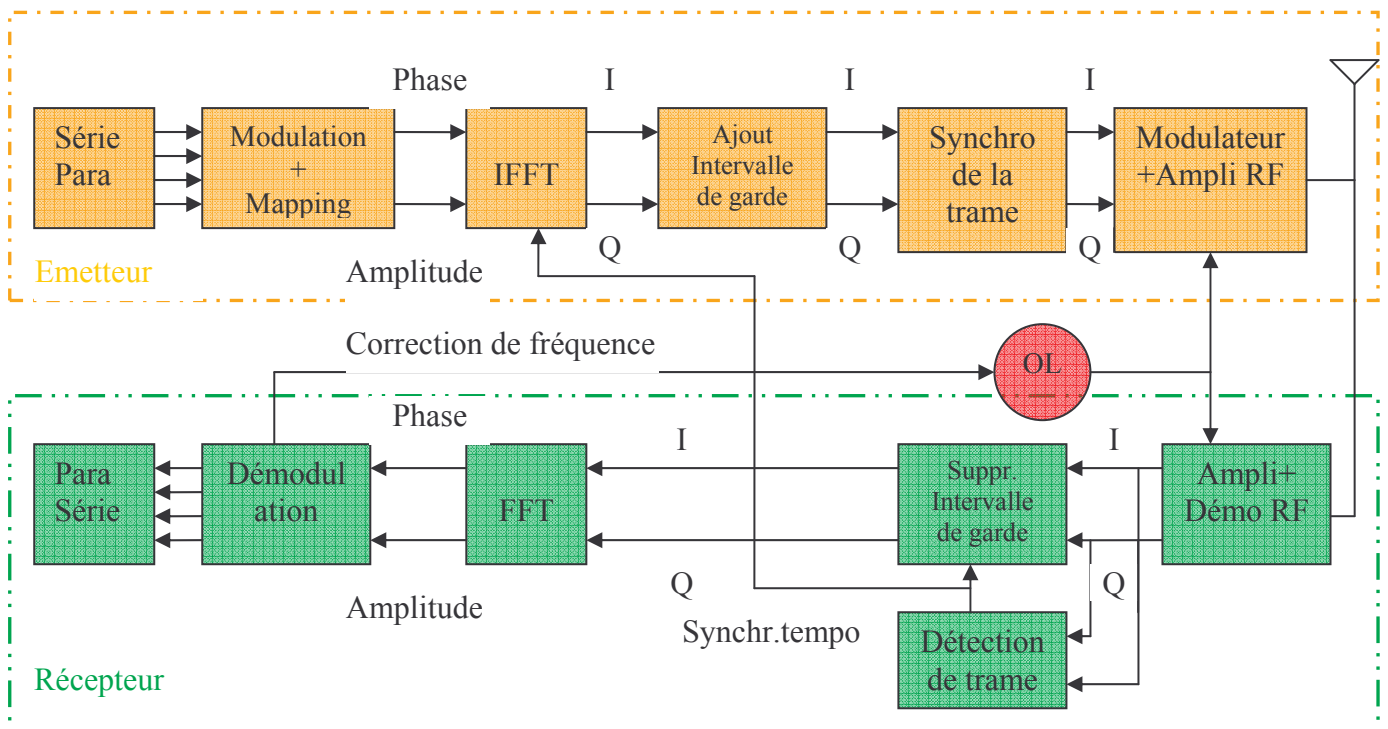 Phase
I
I
I
Série
Para
Modulation
+
Mapping
IFFT
Ajout
Intervalle
de garde
Synchro
de la
trame
Modulateur
+Ampli RF
Q
Q
Q
Emetteur
Amplitude
Correction de fréquence
OL
Phase
I
I
Para
Série
Démodul
ation
FFT
Suppr.
Intervalle
de garde
Ampli+
Démo RF
Q
Q
Amplitude
Synchr.tempo
Détection
de trame
Récepteur